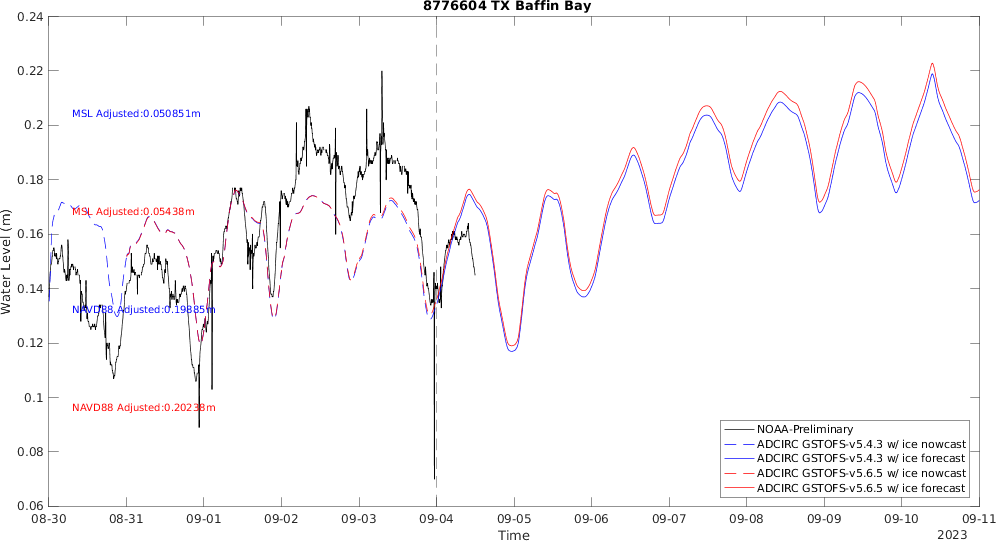 8776604 TX Baffin Bay
0.24
0.22
0.2
0.18
0.16
0.14
0.12
0.1
0.08
0.06
Water Level (m)
MSL Adjusted:0.050851m
MSL Adjusted:0.05438m
NAVD88 Adjusted:0.19885m
NAVD88 Adjusted:0.20238m
NOAA-Preliminary
ADCIRC GSTOFS-v5.4.3 w/ ice nowcast
ADCIRC GSTOFS-v5.4.3 w/ ice forecast
ADCIRC GSTOFS-v5.6.5 w/ ice nowcast
ADCIRC GSTOFS-v5.6.5 w/ ice forecast
08-30 08-31 09-01 09-02 09-03 09-04 09-05 09-06 09-07 09-08 09-09 09-10 09-11
Time
2023